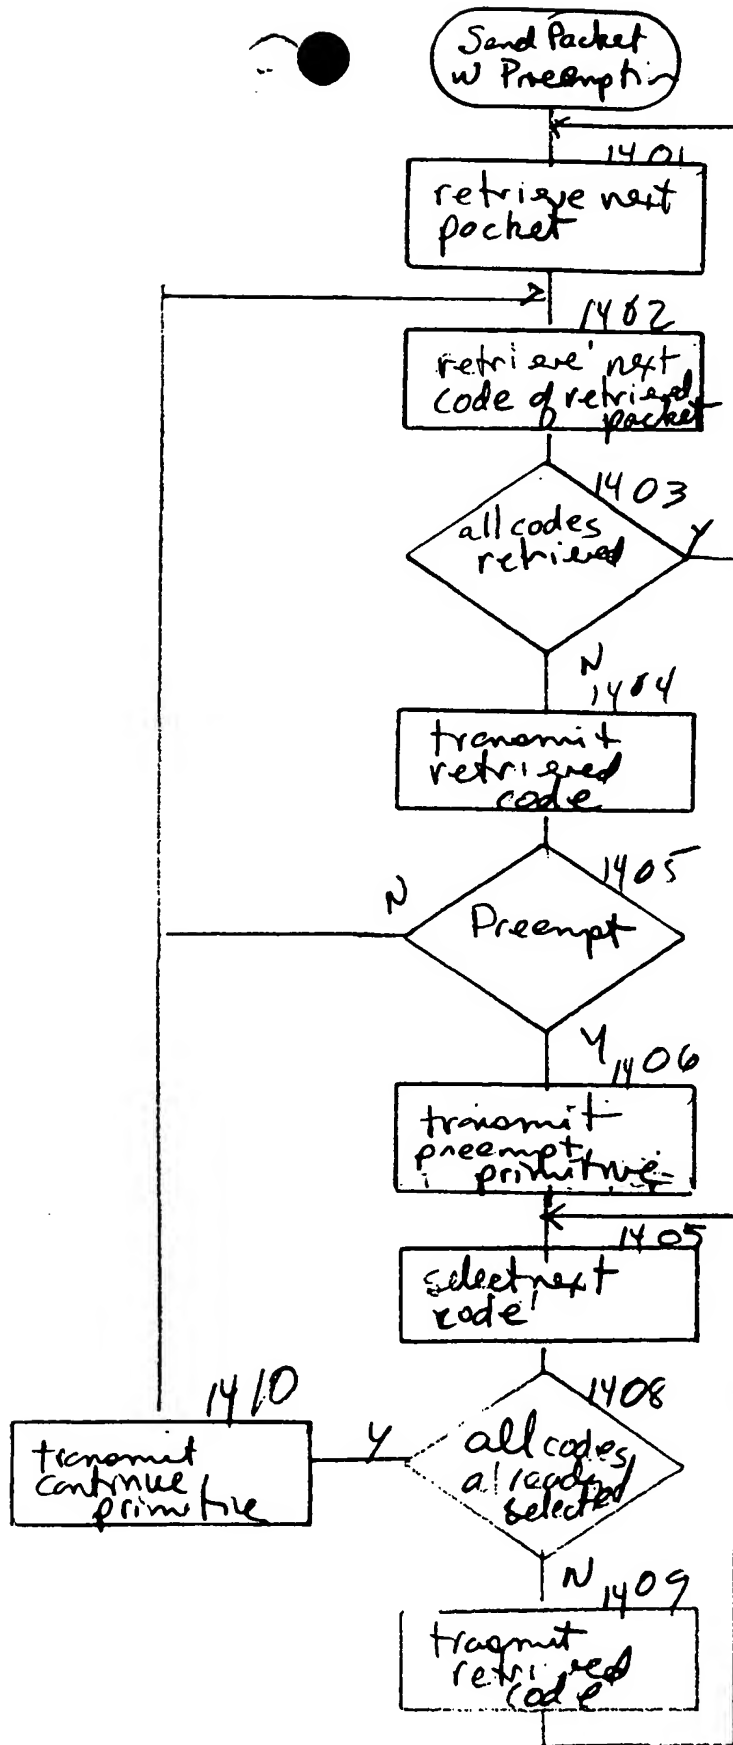 Send Packet
w Preemption
1401
retrieve next
packet
1402
retrieve next
code of retrieved
packet
1403
all codes
retrieved
Y
N
1404
transmit
retrieved
code
1405
N
Preempt
Y
1406
transmit
preempt
primitive
1405
select next
code
1410
1408
transmit
continue
primitive
Y
all codes
already
selected
N
1409
transmit
retrieved
code